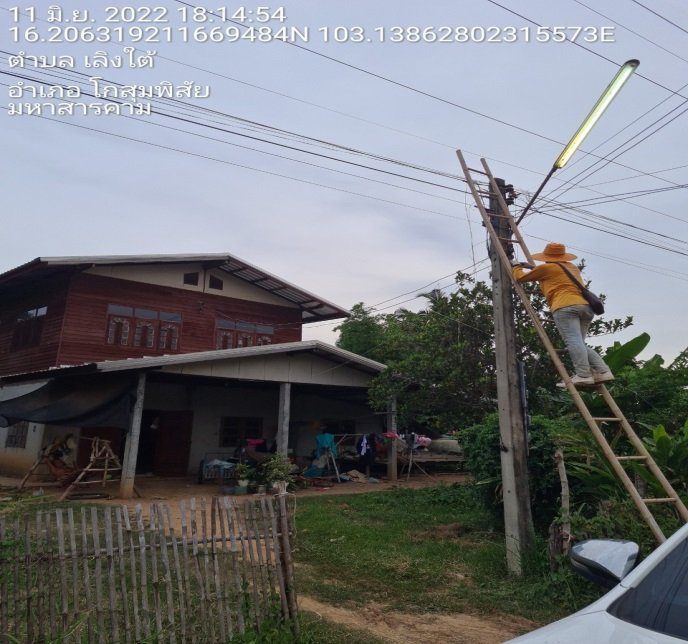 11 มิ.ย. 2022 18:14:54
16.206319211669484N 103.13862802315573E
ตำบล เลิงใต้
อำเภอ โกสุมพิสัย
มหาสารคาม